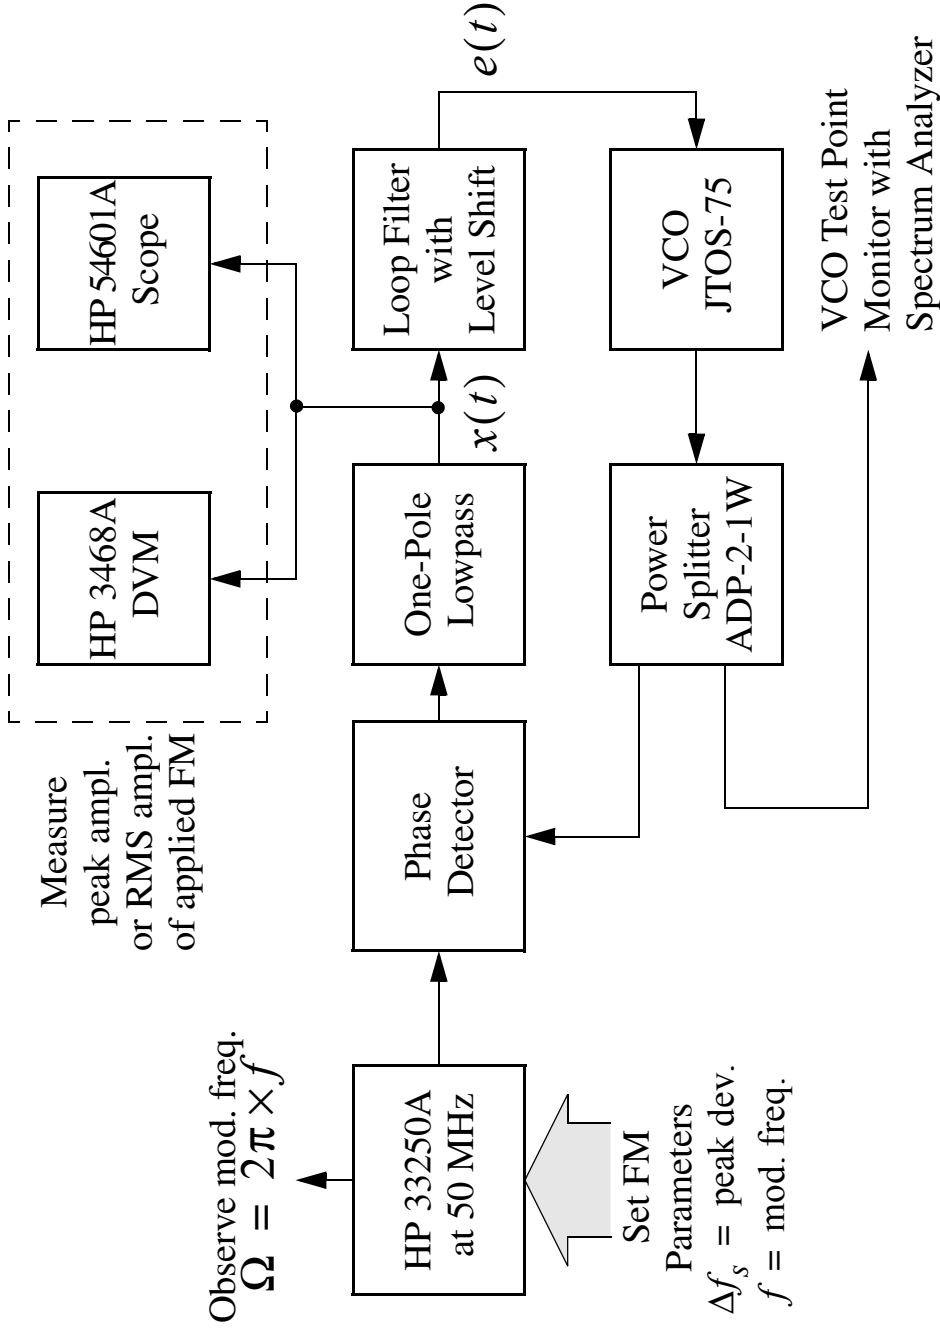 Measure
peak ampl.
or RMS ampl.
of applied FM
HP 3468A
DVM
HP 54601A
Scope
Observe mod. freq.
Ω = 2π × f
HP 33250A
at 50 MHz
Phase
Detector
One-Pole
Lowpass
x(t)
Loop Filter
with
Level Shift
e(t)
Set FM
Parameters
Δf_s = peak dev.
f = mod. freq.
Power
Splitter
ADP-2-1W
VCO
JTOS-75
VCO Test Point
Monitor with
Spectrum Analyzer